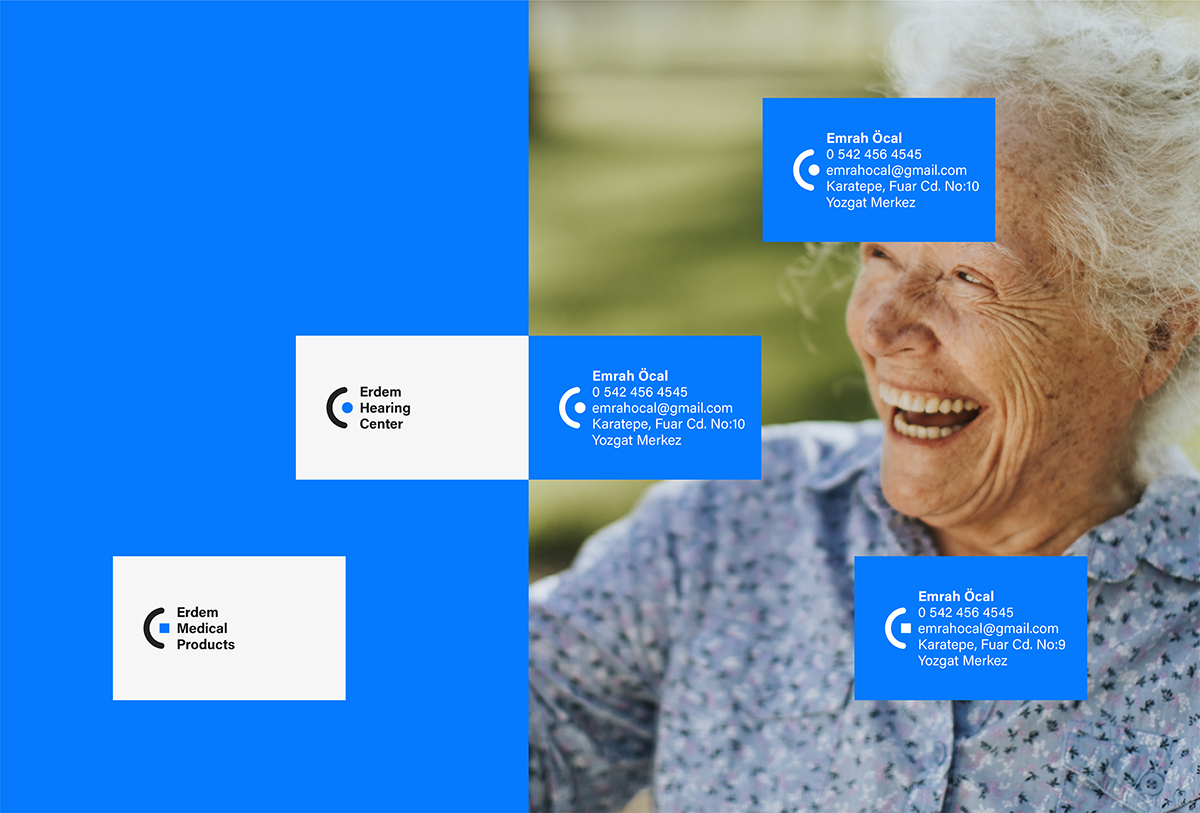 Emrah Öcal
0 542 456 4545
emrahocal@gmail.com
Karatepe, Fuar Cd. No:10
Yozgat Merkez
Erdem
Hearing
Center
Emrah Öcal
0 542 456 4545
emrahocal@gmail.com
Karatepe, Fuar Cd. No:10
Yozgat Merkez
Erdem
Medical
Products
Emrah Öcal
0 542 456 4545
emrahocal@gmail.com
Karatepe, Fuar Cd. No:9
Yozgat Merkez